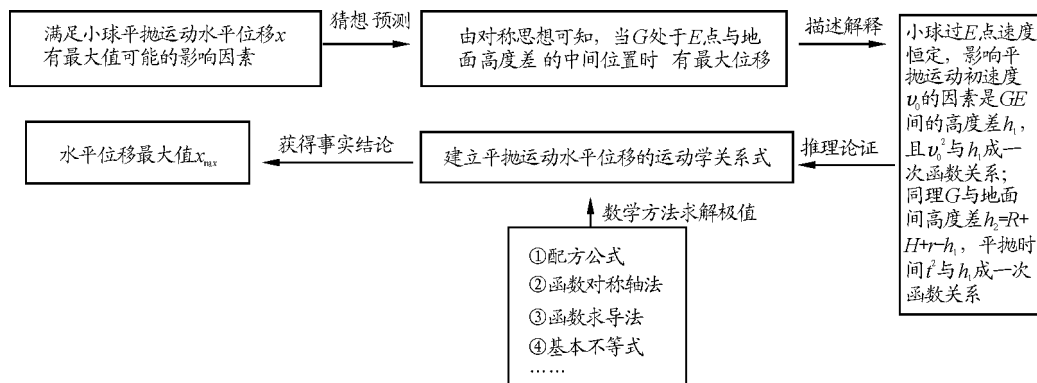 满足小球平抛运动水平位移x
有最大值可能的影响因素
猜想 预测
由对称思想可知，当G处于E点与地
面高度差 的中间位置时 有最大位移
描述解释
小球过E点速度
恒定，影响平
抛运动初速度
v₀的因素是GE
间的高度差h₁，
且v₀²与h₁成一
次函数关系；
同理G与地面
间高度差h₂=R+
H+r-h₁，平抛时
间t²与h₁成一次
函数关系
推理论证
建立平抛运动水平位移的运动学关系式
获得事实结论
水平位移最大值xmax
数学方法求解极值
①配方公式
②函数对称轴法
③函数求导法
④基本不等式
……